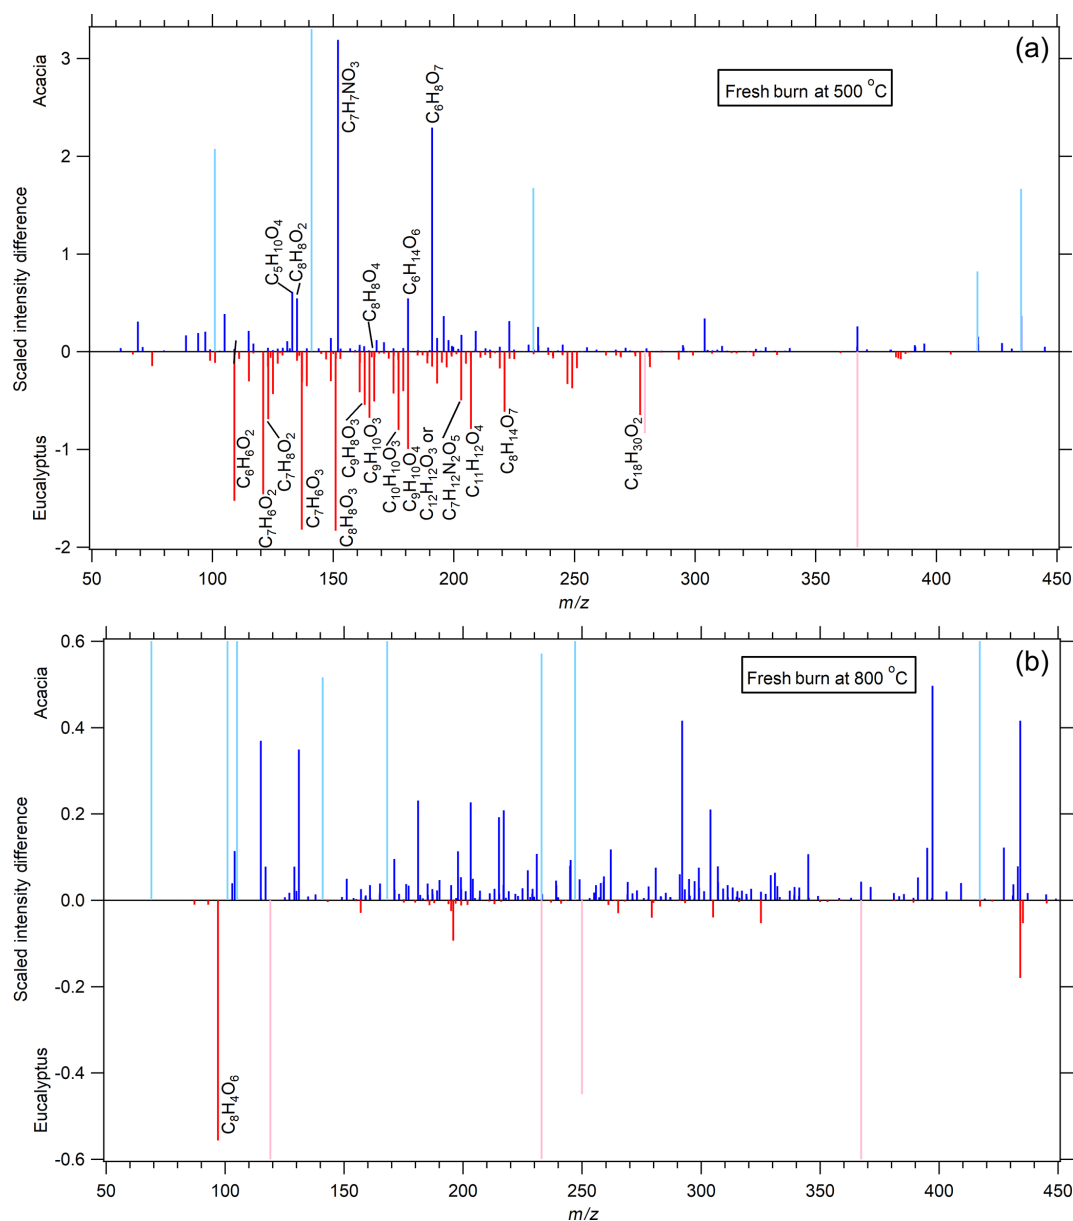 (a)
Fresh burn at 500 °C
Acacia
Scaled intensity difference
Eucalyptus
3
2
1
0
-1
-2
C5H10O4
C8H8O2
C7H7NO3
C8H8O4
C6H14O6
C6H8O7
C6H6O2
C7H6O2
C7H8O2
C7H6O3
C8H8O3
C9H8O3
C9H10O3
C10H10O3
C9H10O4
C12H12O3 or
C7H12N2O5
C11H12O4
C8H14O7
C18H30O2
50 100 150 200 250 300 350 400 450
m/z
(b)
Fresh burn at 800 °C
Acacia
Scaled intensity difference
Eucalyptus
0.6
0.4
0.2
0.0
-0.2
-0.4
-0.6
C8H4O6
50 100 150 200 250 300 350 400 450
m/z